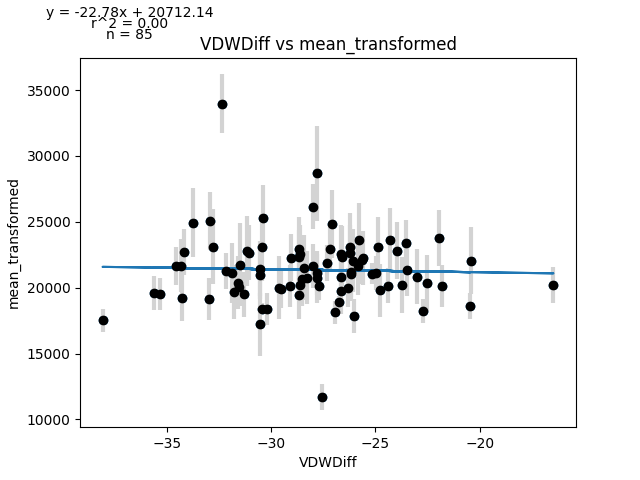 y = -22.78x + 20712.14
r^2 = 0.00
n = 85
VDWDiff vs mean_transformed
35000
30000
25000
20000
15000
10000
mean_transformed
−35
−30
−25
−20
VDWDiff